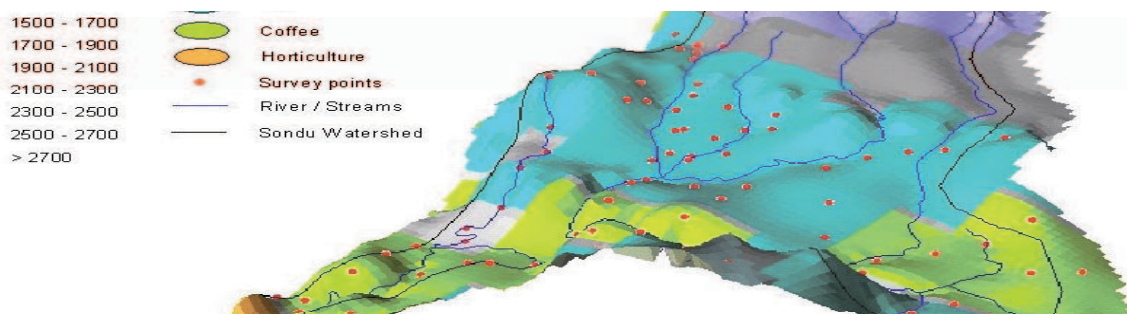 1500 - 1700
1700 - 1900
1900 - 2100
2100 - 2300
2300 - 2500
2500 - 2700
> 2700
Coffee
Horticulture
Survey points
River / Streams
Sondu Watershed